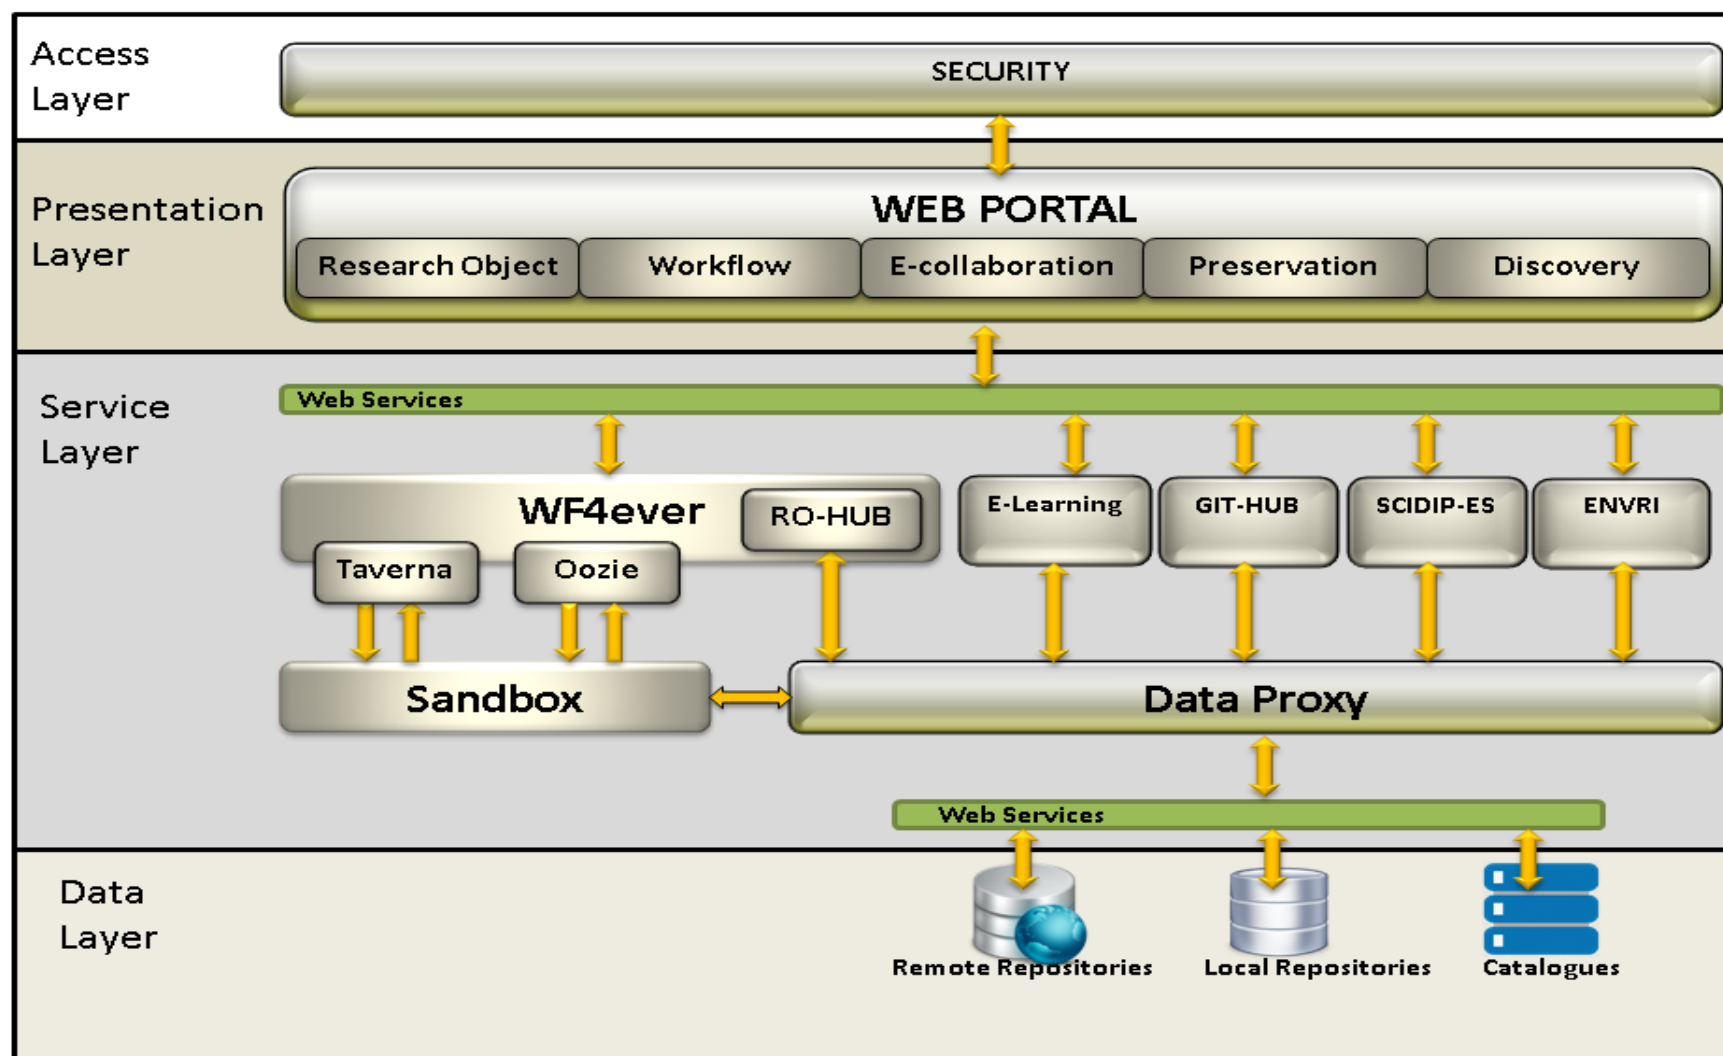 Access
Layer
SECURITY
Presentation
Layer
WEB PORTAL
Research Object
Workflow
E-collaboration
Preservation
Discovery
Service
Layer
Web Services
WF4ever
RO-HUB
Taverna
Oozie
E-Learning
GIT-HUB
SCIDIP-ES
ENVRI
Sandbox
Data Proxy
Web Services
Data
Layer
Remote Repositories
Local Repositories
Catalogues